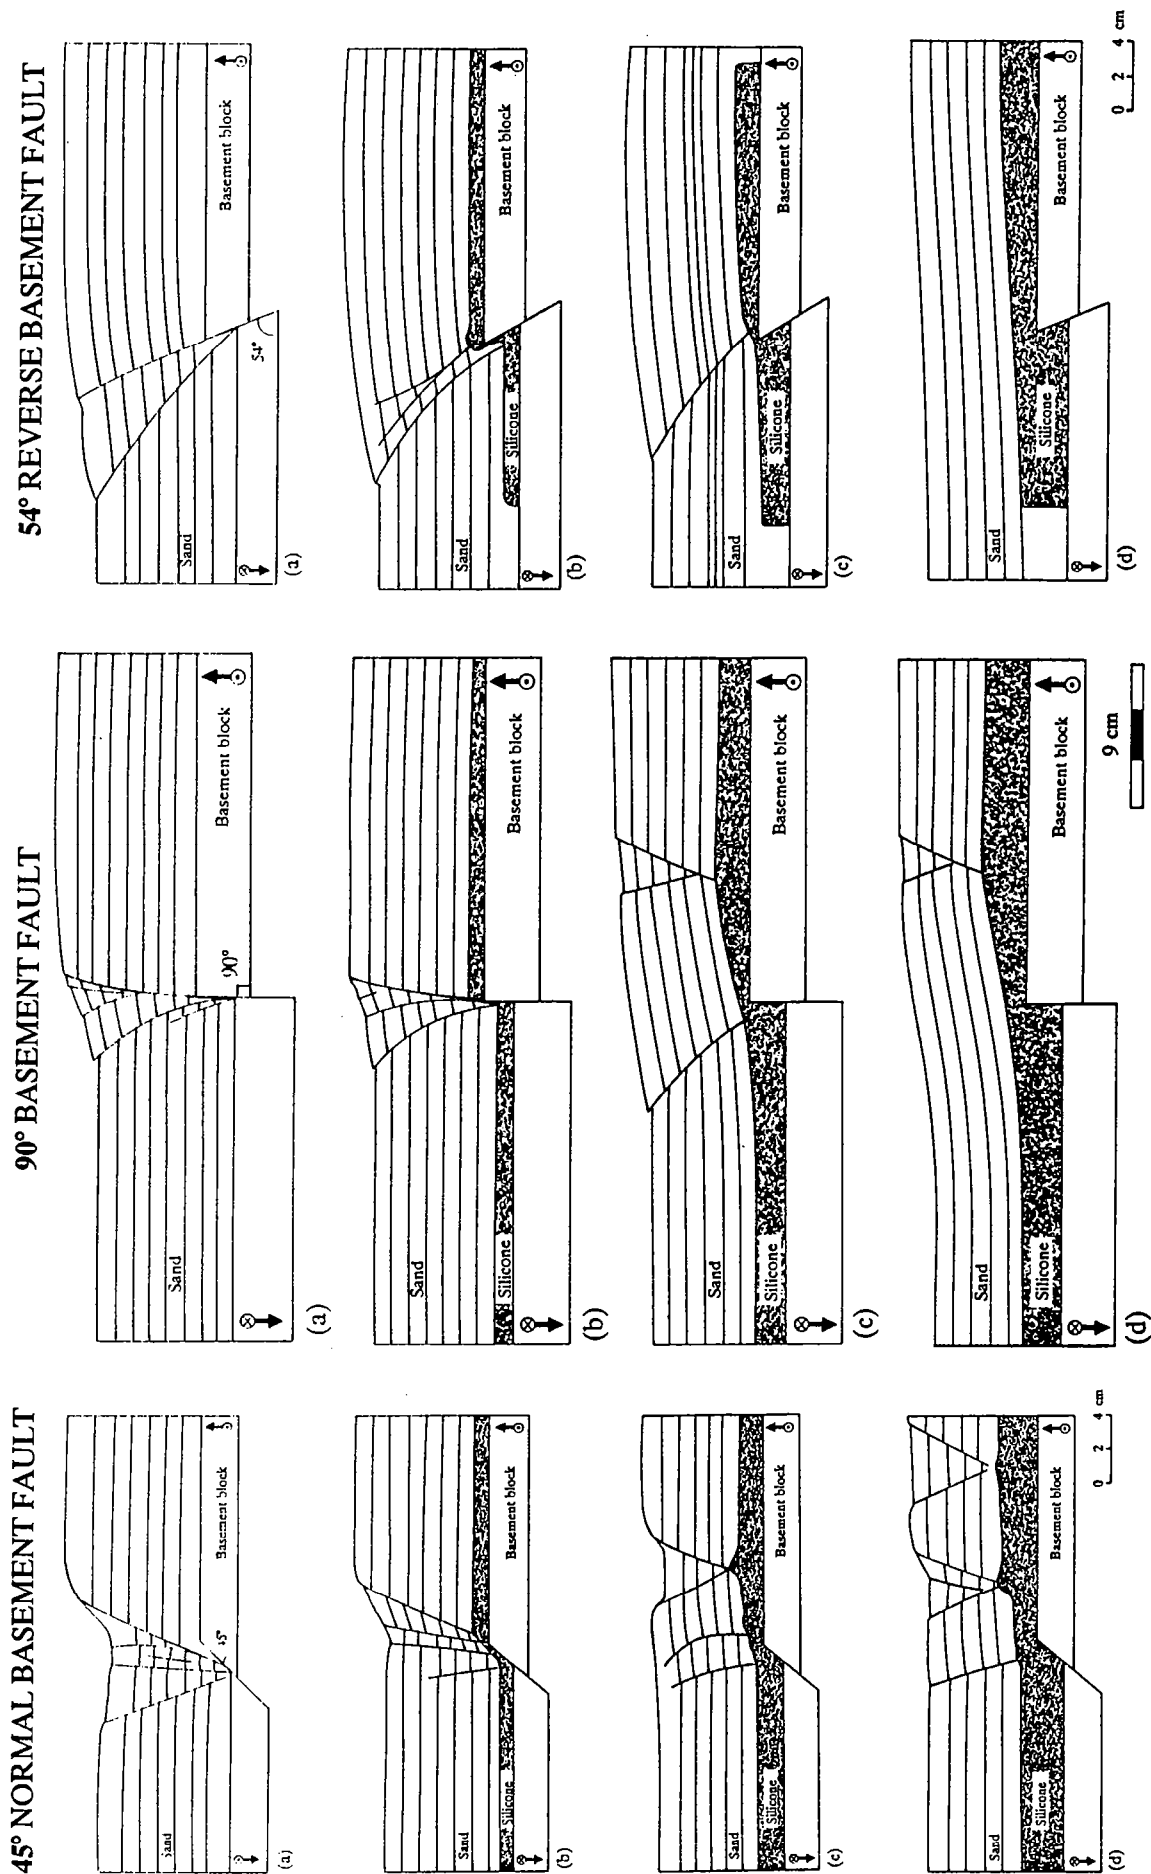 45° NORMAL BASEMENT FAULT
Sand
45°
Basement block
(a)
Sand
Silicone
Basement block
(b)
Sand
Silicone
Basement block
(c)
Sand
Silicone
Basement block
(d)
0 2 4 cm
90° BASEMENT FAULT
Sand
90°
Basement block
(a)
Sand
Silicone
Basement block
(b)
Sand
Silicone
Basement block
(c)
Sand
Silicone
Basement block
(d)
9 cm
54° REVERSE BASEMENT FAULT
Sand
54°
Basement block
(a)
Sand
Silicone
Basement block
(b)
Sand
Silicone
Basement block
(c)
Sand
Silicone
Basement block
(d)
0 2 4 cm